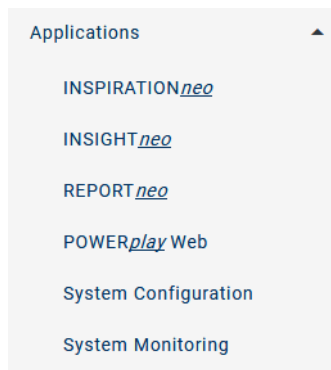 Applications
INSPIRATIONneo
INSIGHTneo
REPORTneo
POWERplay Web
System Configuration
System Monitoring